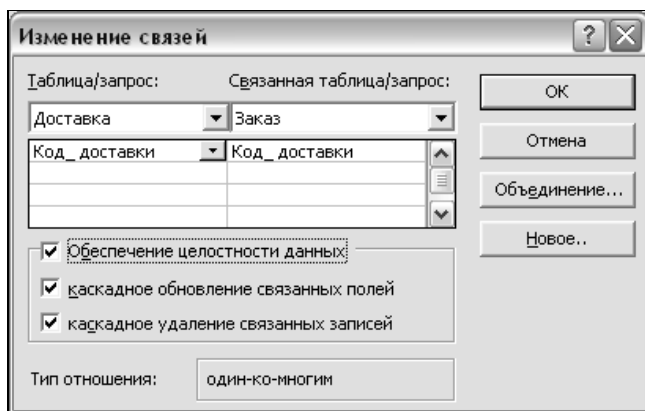 Изменение связей
Таблица/запрос: Связанная таблица/запрос:
Доставка Заказ
Код_ доставки Код_ доставки
Обеспечение целостности данных
каскадное обновление связанных полей
каскадное удаление связанных записей
Тип отношения: один-ко-многим
ОК
Отмена
Объединение...
Новое..